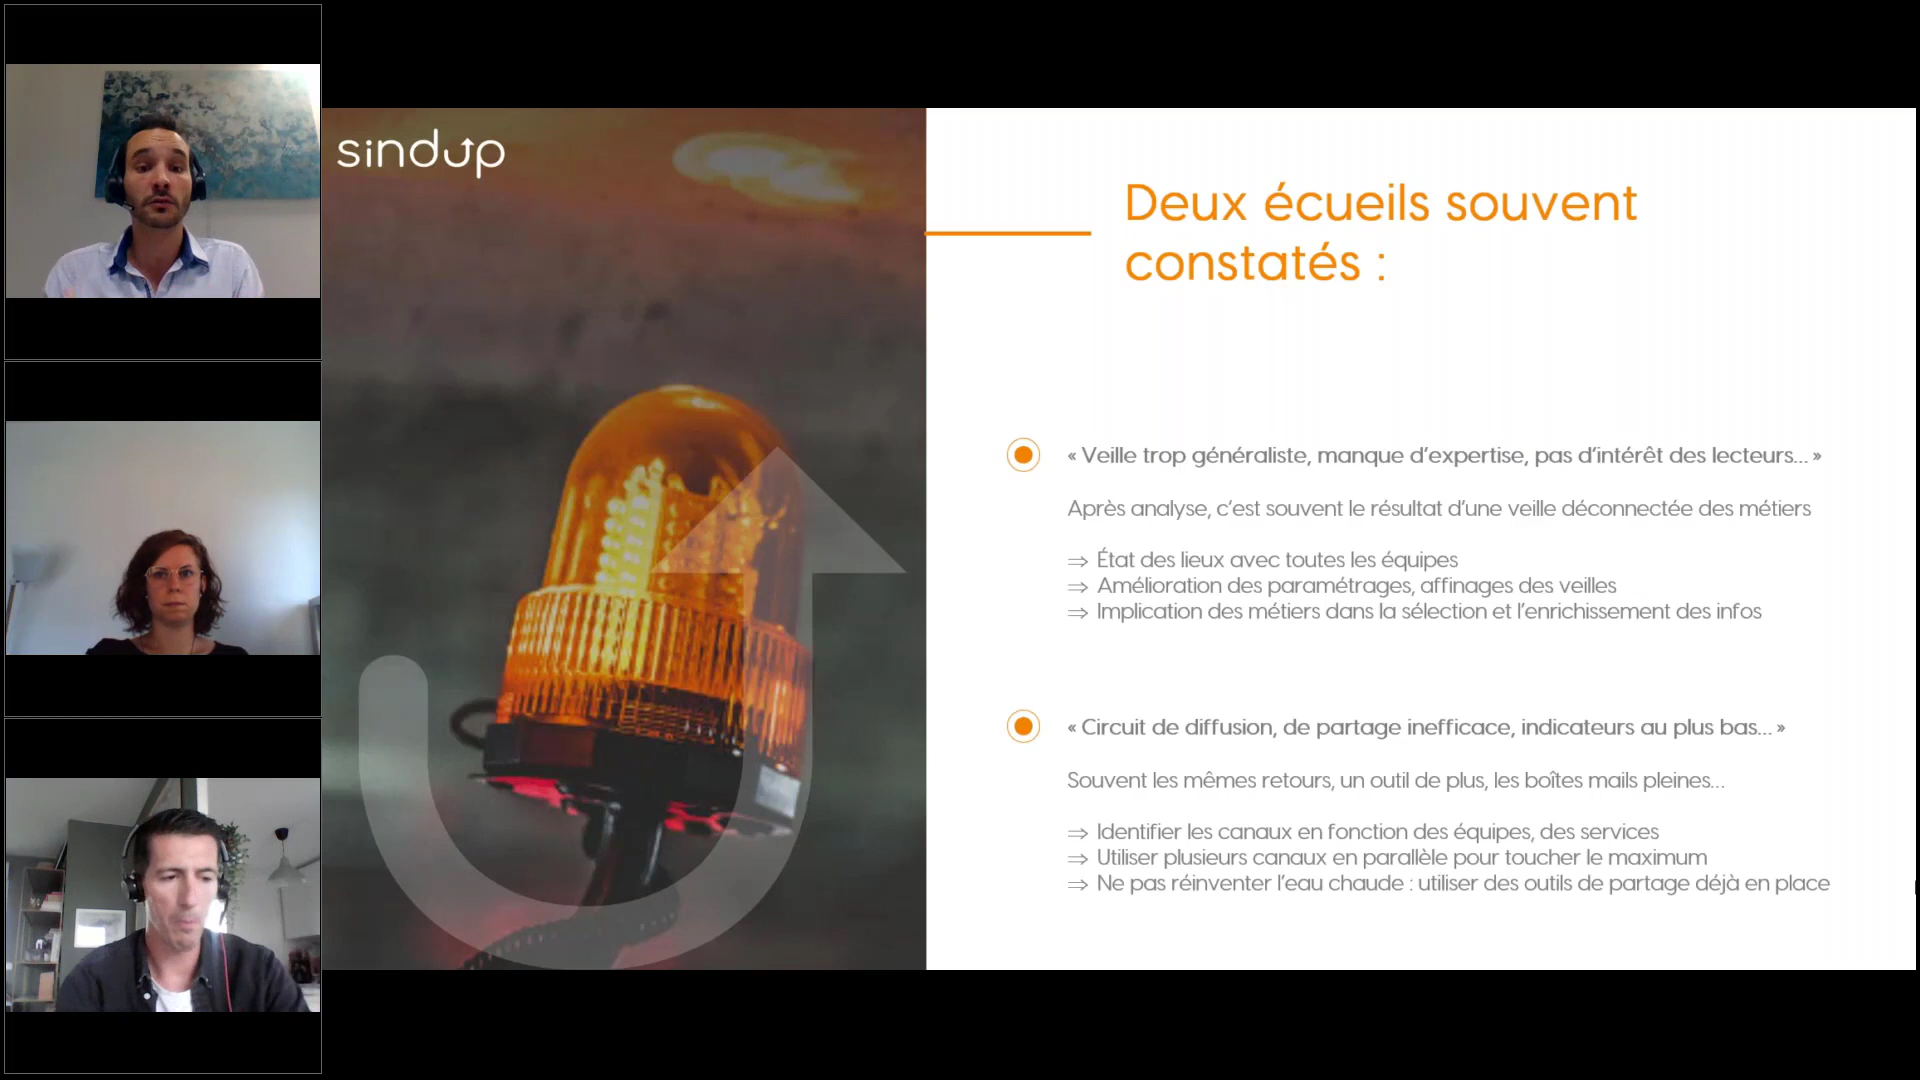 sindup
Deux écueils souvent
constatés :
« Veille trop généraliste, manque d'expertise, pas d'intérêt des lecteurs... »
Après analyse, c'est souvent le résultat d'une veille déconnectée des métiers
⇒ État des lieux avec toutes les équipes
⇒ Amélioration des paramétrages, affinages des veilles
⇒ Implication des métiers dans la sélection et l'enrichissement des infos
« Circuit de diffusion, de partage inefficace, indicateurs au plus bas... »
Souvent les mêmes retours, un outil de plus, les boîtes mails pleines...
⇒ Identifier les canaux en fonction des équipes, des services
⇒ Utiliser plusieurs canaux en parallèle pour toucher le maximum
⇒ Ne pas réinventer l'eau chaude : utiliser des outils de partage déjà en place